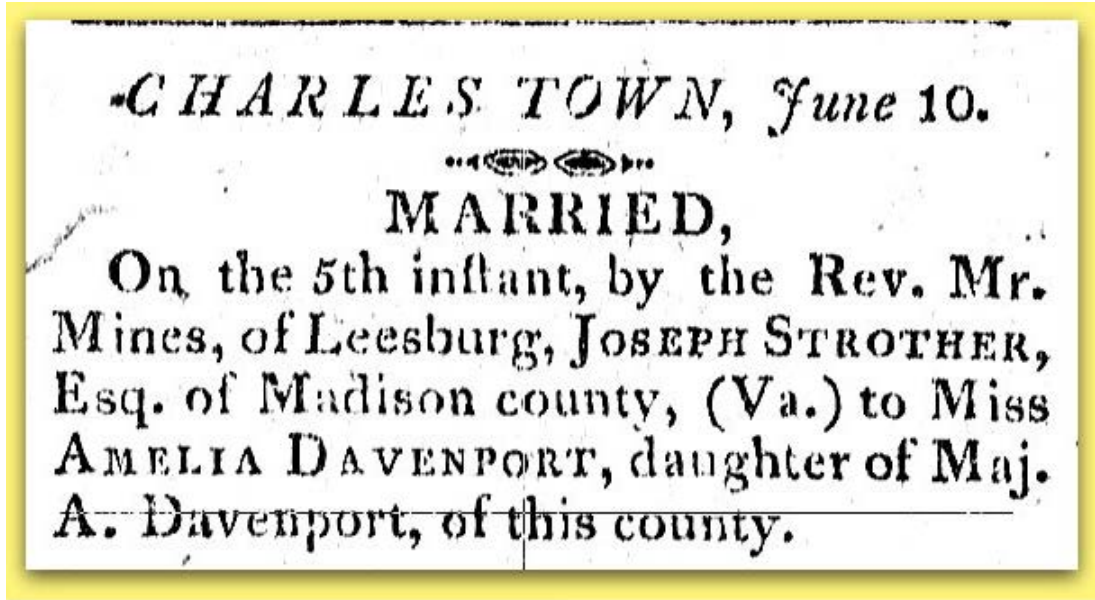 CHARLES TOWN, June 10.
MARRIED,
On the 5th inſtant, by the Rev. Mr.
Mines, of Leesburg, JOSEPH STROTHER,
Esq. of Madison county, (Va.) to Miss
AMELIA DAVENPORT, daughter of Maj.
A. Davenport, of this county.